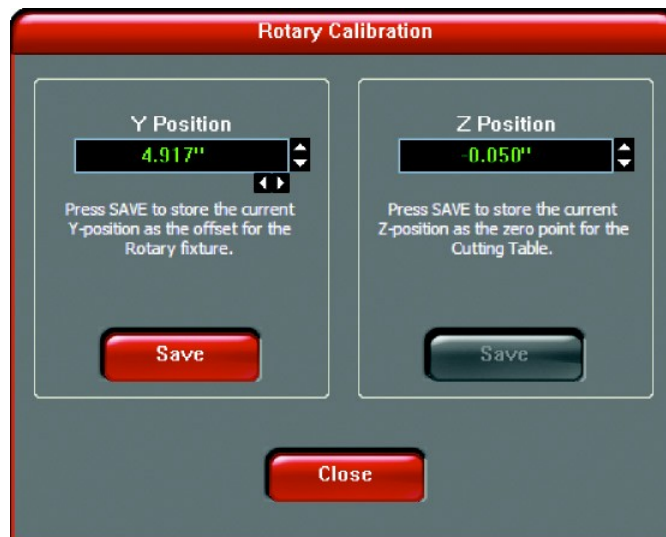 Rotary Calibration
Y Position
4.917"
Press SAVE to store the current
Y-position as the offset for the
Rotary fixture.
Save
Z Position
-0.050"
Press SAVE to store the current
Z-position as the zero point for the
Cutting Table.
Save
Close